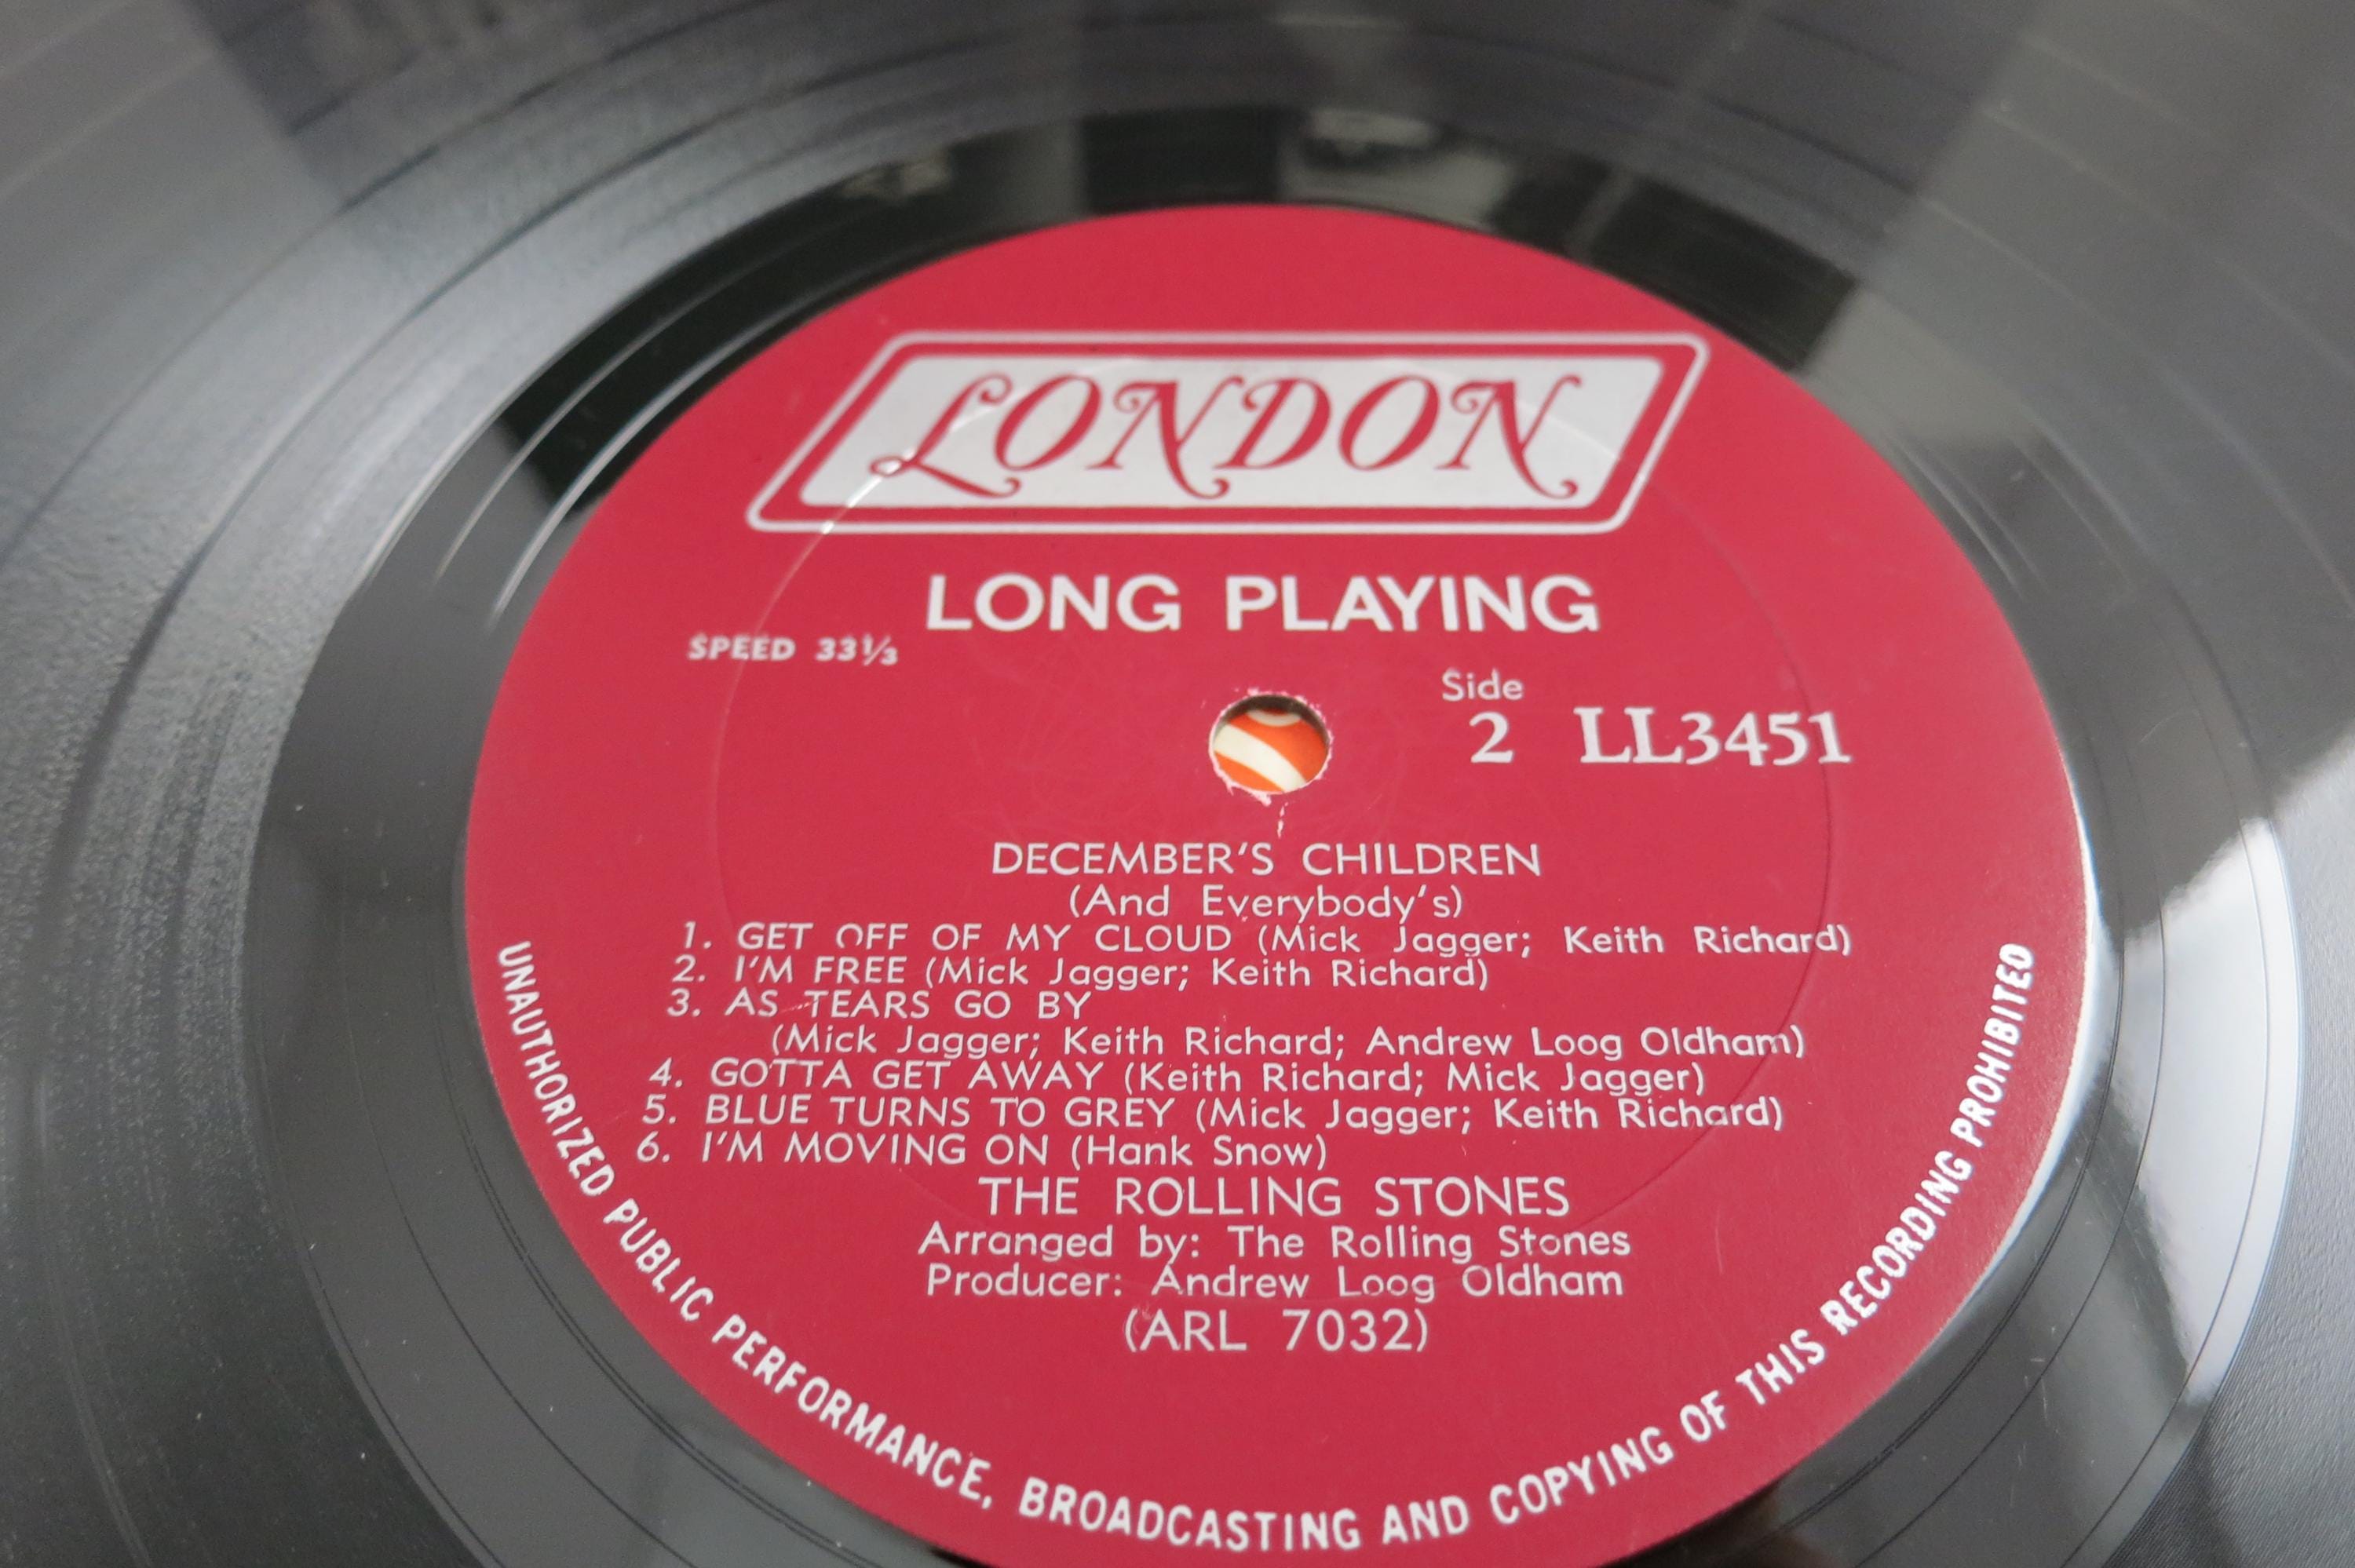 LONDON
LONG PLAYING
SPEED 33⅓
Side
2 LL3451
DECEMBER'S CHILDREN
(And Everybody's)
1. GET OFF OF MY CLOUD (Mick Jagger; Keith Richard)
2. I'M FREE (Mick Jagger; Keith Richard)
3. AS TEARS GO BY
(Mick Jagger; Keith Richard; Andrew Loog Oldham)
4. GOTTA GET AWAY (Keith Richard; Mick Jagger)
5. BLUE TURNS TO GREY (Mick Jagger; Keith Richard)
6. I'M MOVING ON (Hank Snow)
THE ROLLING STONES
Arranged by: The Rolling Stones
Producer: Andrew Loog Oldham
(ARL 7032)
UNAUTHORIZED PUBLIC PERFORMANCE, BROADCASTING AND COPYING OF THIS RECORDING PROHIBITED